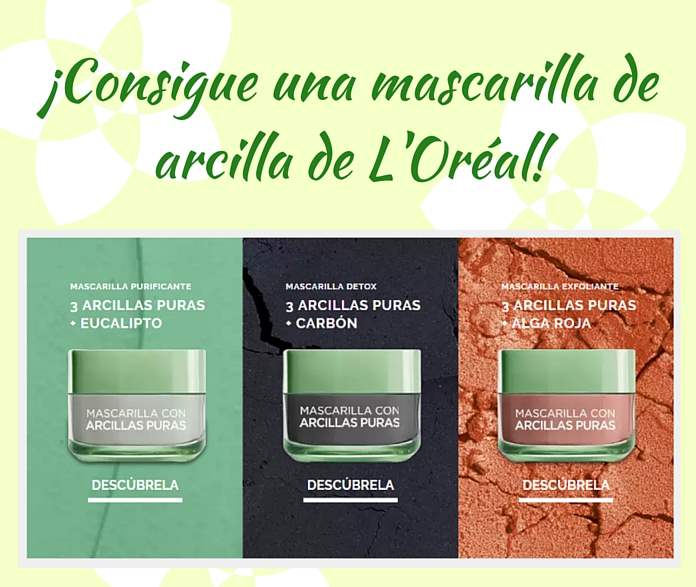 ¡Consigue una mascarilla de
arcilla de L'Oréal!
MASCARILLA PURIFICANTE
3 ARCILLAS PURAS
+ EUCALIPTO
MASCARILLA CON
ARCILLAS PURAS
DESCÚBRELA
MASCARILLA DETOX
3 ARCILLAS PURAS
+ CARBÓN
MASCARILLA CON
ARCILLAS PURAS
DESCÚBRELA
MASCARILLA EXFOLIANTE
3 ARCILLAS PURAS
+ ALGA ROJA
MASCARILLA CON
ARCILLAS PURAS
DESCÚBRELA